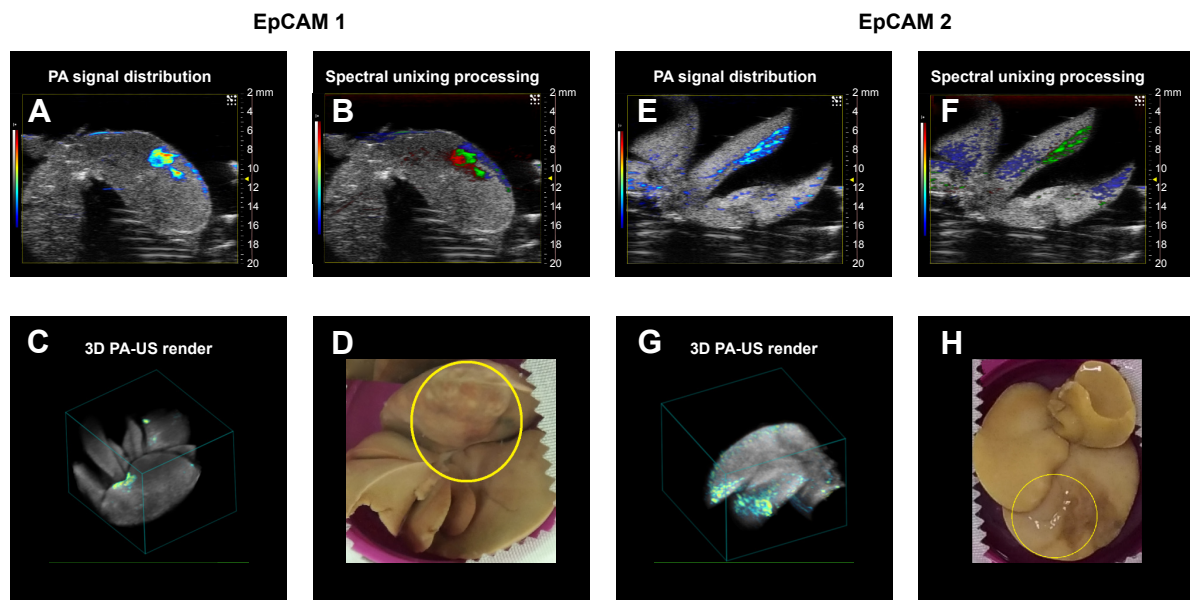 EpCAM 1
EpCAM 2
PA signal distribution
A
2 mm
4
6
8
10
12
14
16
18
20
Spectral unixing processing
B
2 mm
4
6
8
10
12
14
16
18
20
PA signal distribution
E
2 mm
4
6
8
10
12
14
16
18
20
Spectral unixing processing
F
2 mm
4
6
8
10
12
14
16
18
20
C
3D PA-US render
D
G
3D PA-US render
H